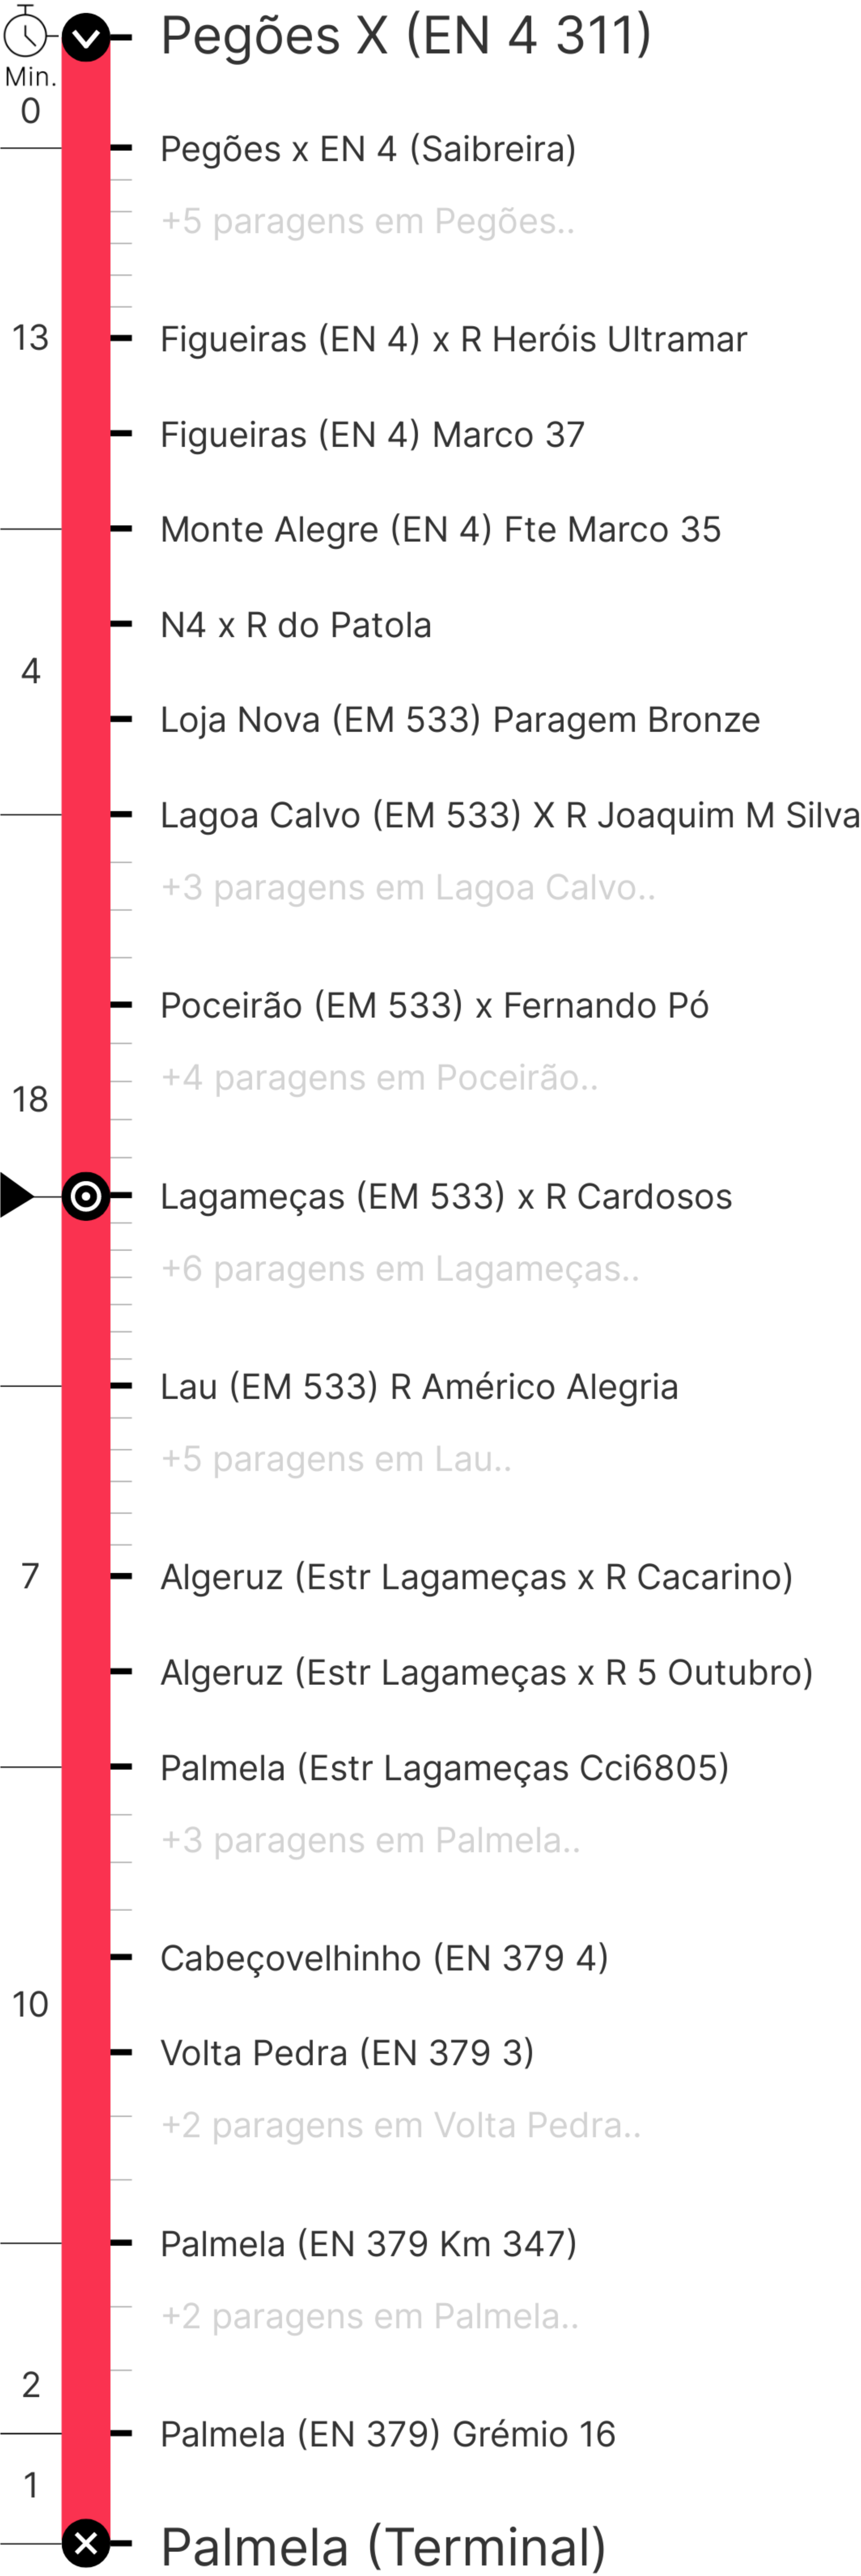 Pegões X (EN 4 311)
Min.
0
Pegões x EN 4 (Saibreira)
+5 paragens em Pegões..
13
Figueiras (EN 4) x R Heróis Ultramar
Figueiras (EN 4) Marco 37
Monte Alegre (EN 4) Fte Marco 35
N4 x R do Patola
4
Loja Nova (EM 533) Paragem Bronze
Lagoa Calvo (EM 533) X R Joaquim M Silva
+3 paragens em Lagoa Calvo..
Poceirão (EM 533) x Fernando Pó
+4 paragens em Poceirão..
18
Lagameças (EM 533) x R Cardosos
+6 paragens em Lagameças..
Lau (EM 533) R Américo Alegria
+5 paragens em Lau..
7
Algeruz (Estr Lagameças x R Cacarino)
Algeruz (Estr Lagameças x R 5 Outubro)
Palmela (Estr Lagameças Cci6805)
+3 paragens em Palmela..
Cabeçovelhinho (EN 379 4)
10
Volta Pedra (EN 379 3)
+2 paragens em Volta Pedra..
Palmela (EN 379 Km 347)
+2 paragens em Palmela..
2
Palmela (EN 379) Grémio 16
1
Palmela (Terminal)